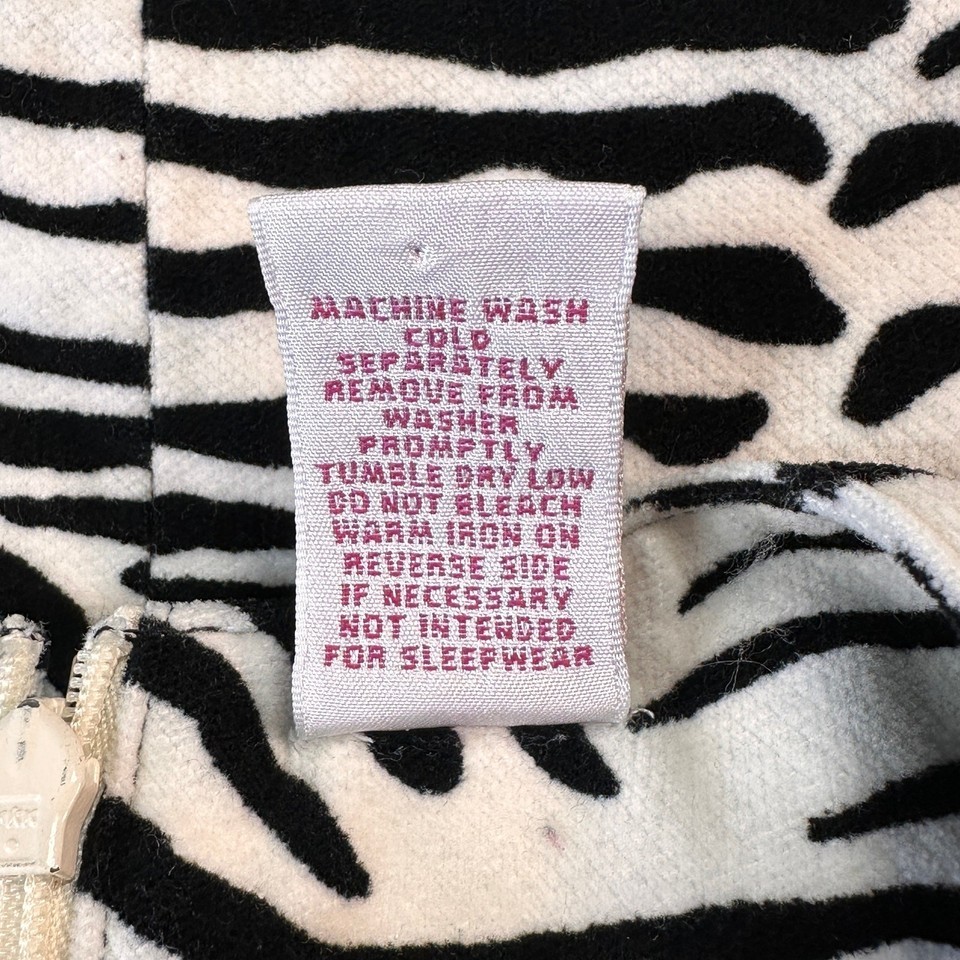 MACHINE WASH
COLD
SEPARATELY
REMOVE FROM
WASHER
PROMPTLY
TUMBLE DRY LOW
DO NOT BLEACH
WARM IRON ON
REVERSE SIDE
IF NECESSARY
NOT INTENDED
FOR SLEEPWEAR